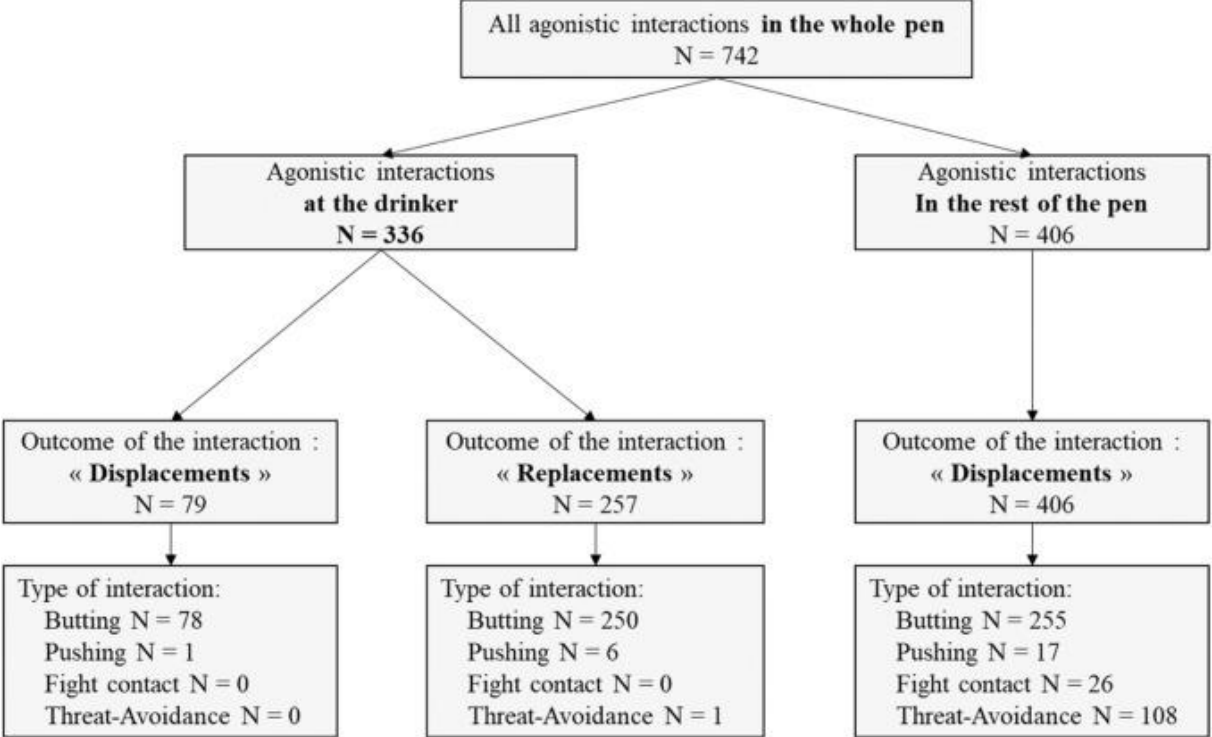 All agonistic interactions in the whole pen
N = 742
Agonistic interactions
at the drinker
N = 336
Agonistic interactions
In the rest of the pen
N = 406
Outcome of the interaction :
« Displacements »
N = 79
Outcome of the interaction :
« Replacements »
N = 257
Outcome of the interaction :
« Displacements »
N = 406
Type of interaction:
Butting N = 78
Pushing N = 1
Fight contact N = 0
Threat-Avoidance N = 0
Type of interaction:
Butting N = 250
Pushing N = 6
Fight contact N = 0
Threat-Avoidance N = 1
Type of interaction:
Butting N = 255
Pushing N = 17
Fight contact N = 26
Threat-Avoidance N = 108